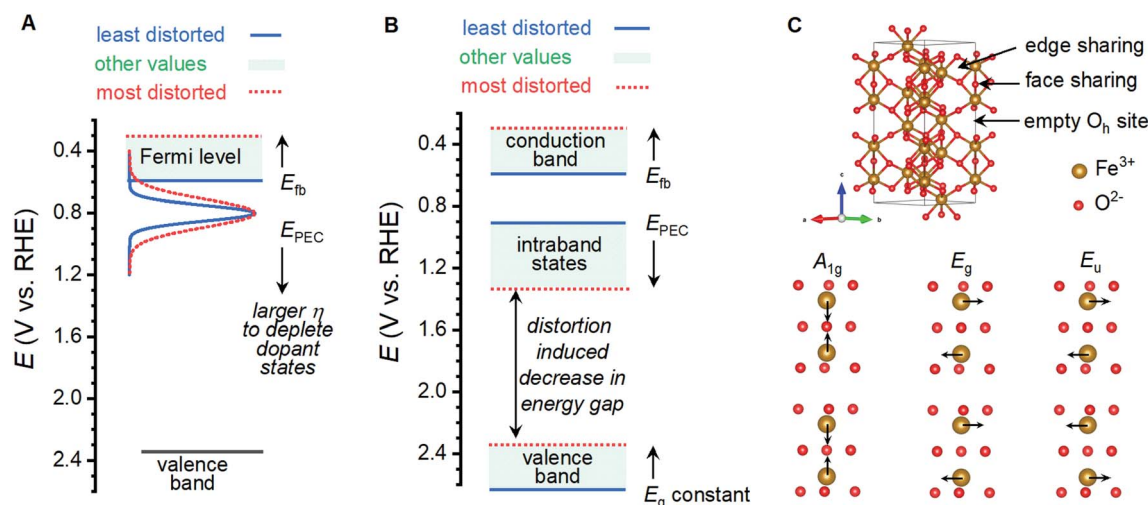 A
least distorted
other values
most distorted
0.4
0.8
1.2
1.6
2.0
2.4
E (V vs. RHE)
Fermi level
E_fb
E_PEC
larger η
to deplete
dopant
states
valence
band
B
least distorted
other values
most distorted
0.4
0.8
1.2
1.6
2.0
2.4
E (V vs. RHE)
conduction
band
E_fb
E_PEC
intraband
states
distortion
induced
decrease in
energy gap
valence
band
E_g constant
C
edge sharing
face sharing
empty O_h site
Fe³⁺
O²⁻
c
a
b
A_1g
E_g
E_u